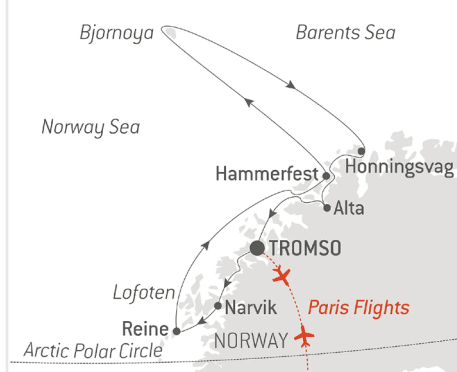 Bjornoya
Barents Sea
Norway Sea
Honningsvag
Hammerfest
Alta
TROMSO
Lofoten
Narvik
Paris Flights
Reine
NORWAY
Arctic Polar Circle